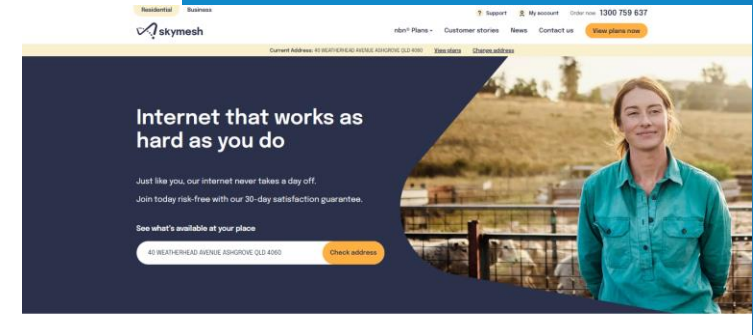 Residential Business
Support My account Order now 1300 759 637
skymesh
nbn® Plans Customer stories News Contact us View plans now
Current Address: 40 WEATHERHEAD AVENUE ASHGROVE QLD 4060 View plans Change address
Internet that works as
hard as you do
Just like you, our internet never takes a day off.
Join today risk-free with our 30-day satisfaction guarantee.
See what's available at your place
40 WEATHERHEAD AVENUE ASHGROVE QLD 4060 Check address